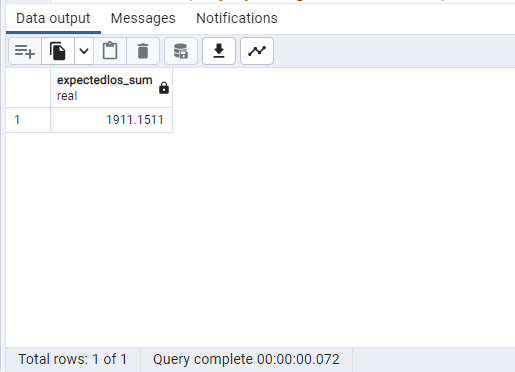 Data output Messages Notifications
expectedlos_sum
real
1 1911.1511
Total rows: 1 of 1 Query complete 00:00:00.072